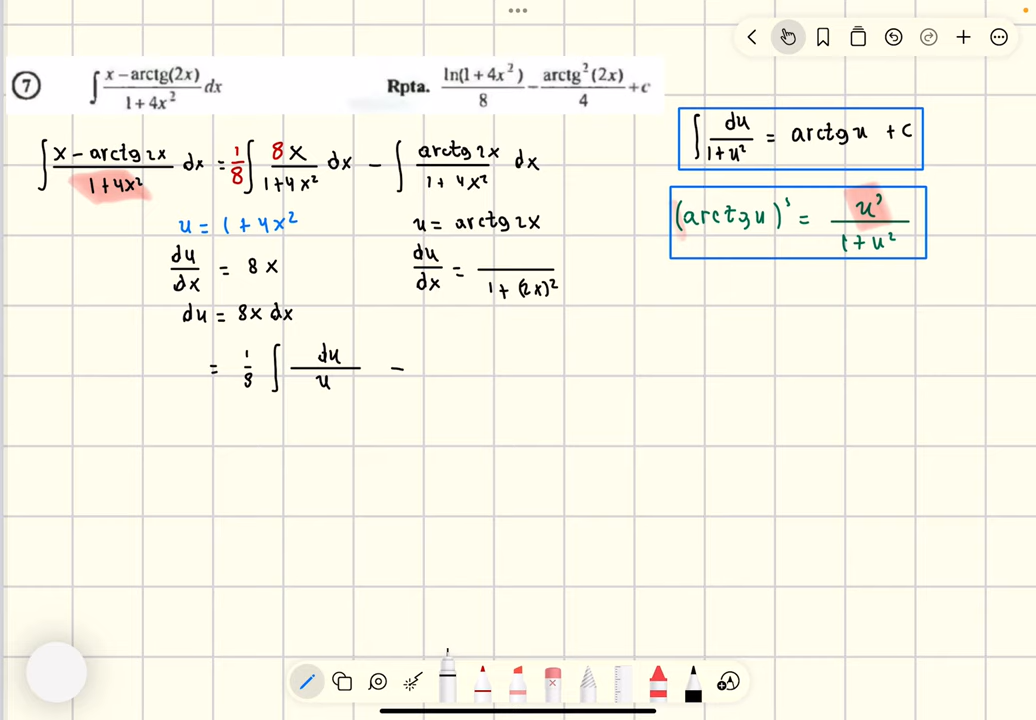 7 ∫ x − arctg(2x) / 1 + 4x² dx Rpta. ln(1 + 4x²) / 8 − arctg²(2x) / 4 + c
∫ x − arctg 2x / 1 + 4x² dx = 1/8 ∫ 8x / 1 + 4x² dx − ∫ arctg 2x / 1 + 4x² dx
∫ du / 1 + u² = arctg u + c
(arctg u)' = u' / 1 + u²
u = 1 + 4x² u = arctg 2x
du/dx = 8x du/dx = / 1 + (2x)²
du = 8x dx
= 1/8 ∫ du / u −